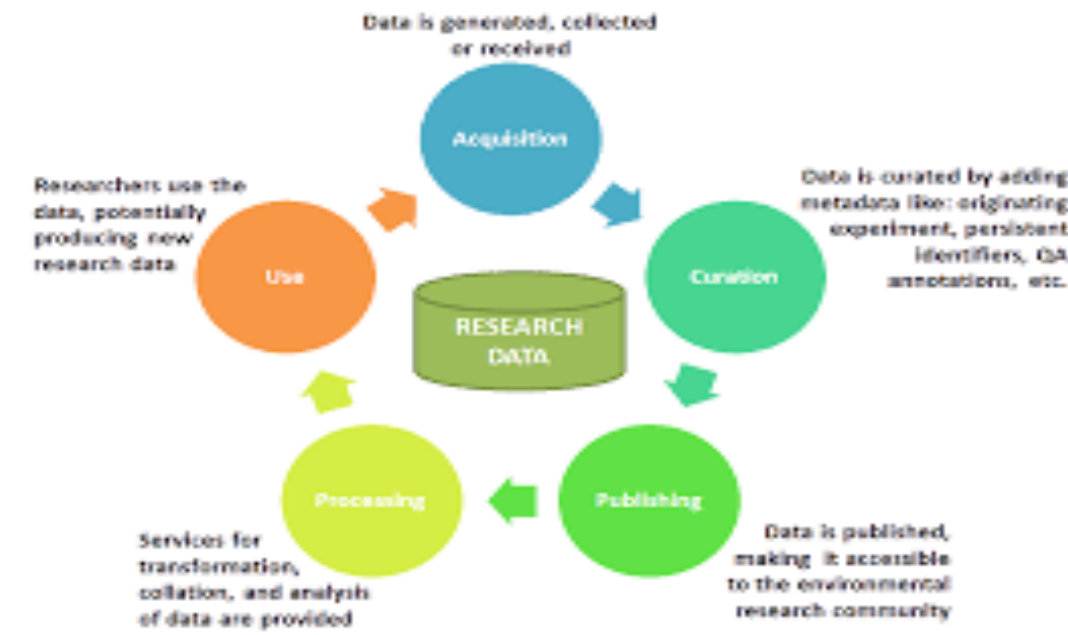 Data is generated, collected
or received
Acquisition
Data is curated by adding
metadata like: originating
experiment, persistent
identifiers, QA
annotations, etc.
Curation
Researchers use the
data, potentially
producing new
research data
Use
RESEARCH
DATA
Publishing
Data is published,
making it accessible
to the environmental
research community
Processing
Services for
transformation,
collation, and analysis
of data are provided